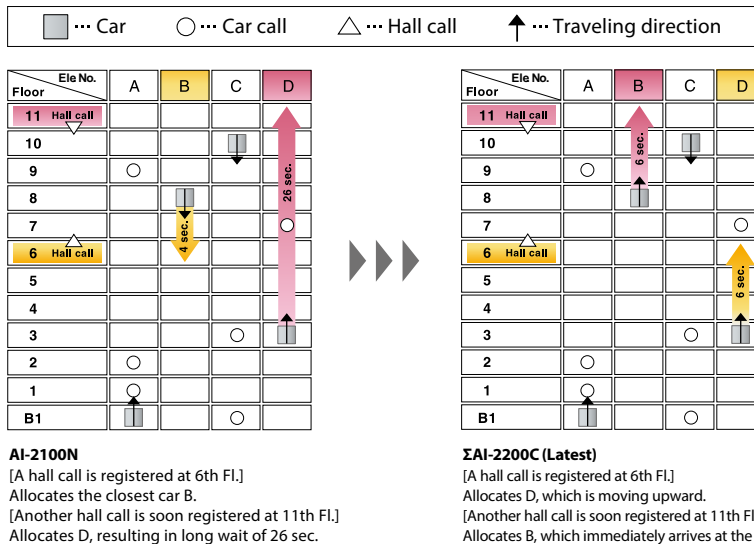 ··· Car ··· Car call ··· Hall call ··· Traveling direction
Ele No.
Floor A B C D
11 Hall call
10
9
8
7
6 Hall call
5
4
3
2
1
B1
4 sec.
26 sec.
AI-2100N
[A hall call is registered at 6th Fl.]
Allocates the closest car B.
[Another hall call is soon registered at 11th Fl.]
Allocates D, resulting in long wait of 26 sec.
Ele No.
Floor A B C D
11 Hall call
10
9
8
7
6 Hall call
5
4
3
2
1
B1
6 sec.
6 sec.
ΣAI-2200C (Latest)
[A hall call is registered at 6th Fl.]
Allocates D, which is moving upward.
[Another hall call is soon registered at 11th Fl
Allocates B, which immediately arrives at the